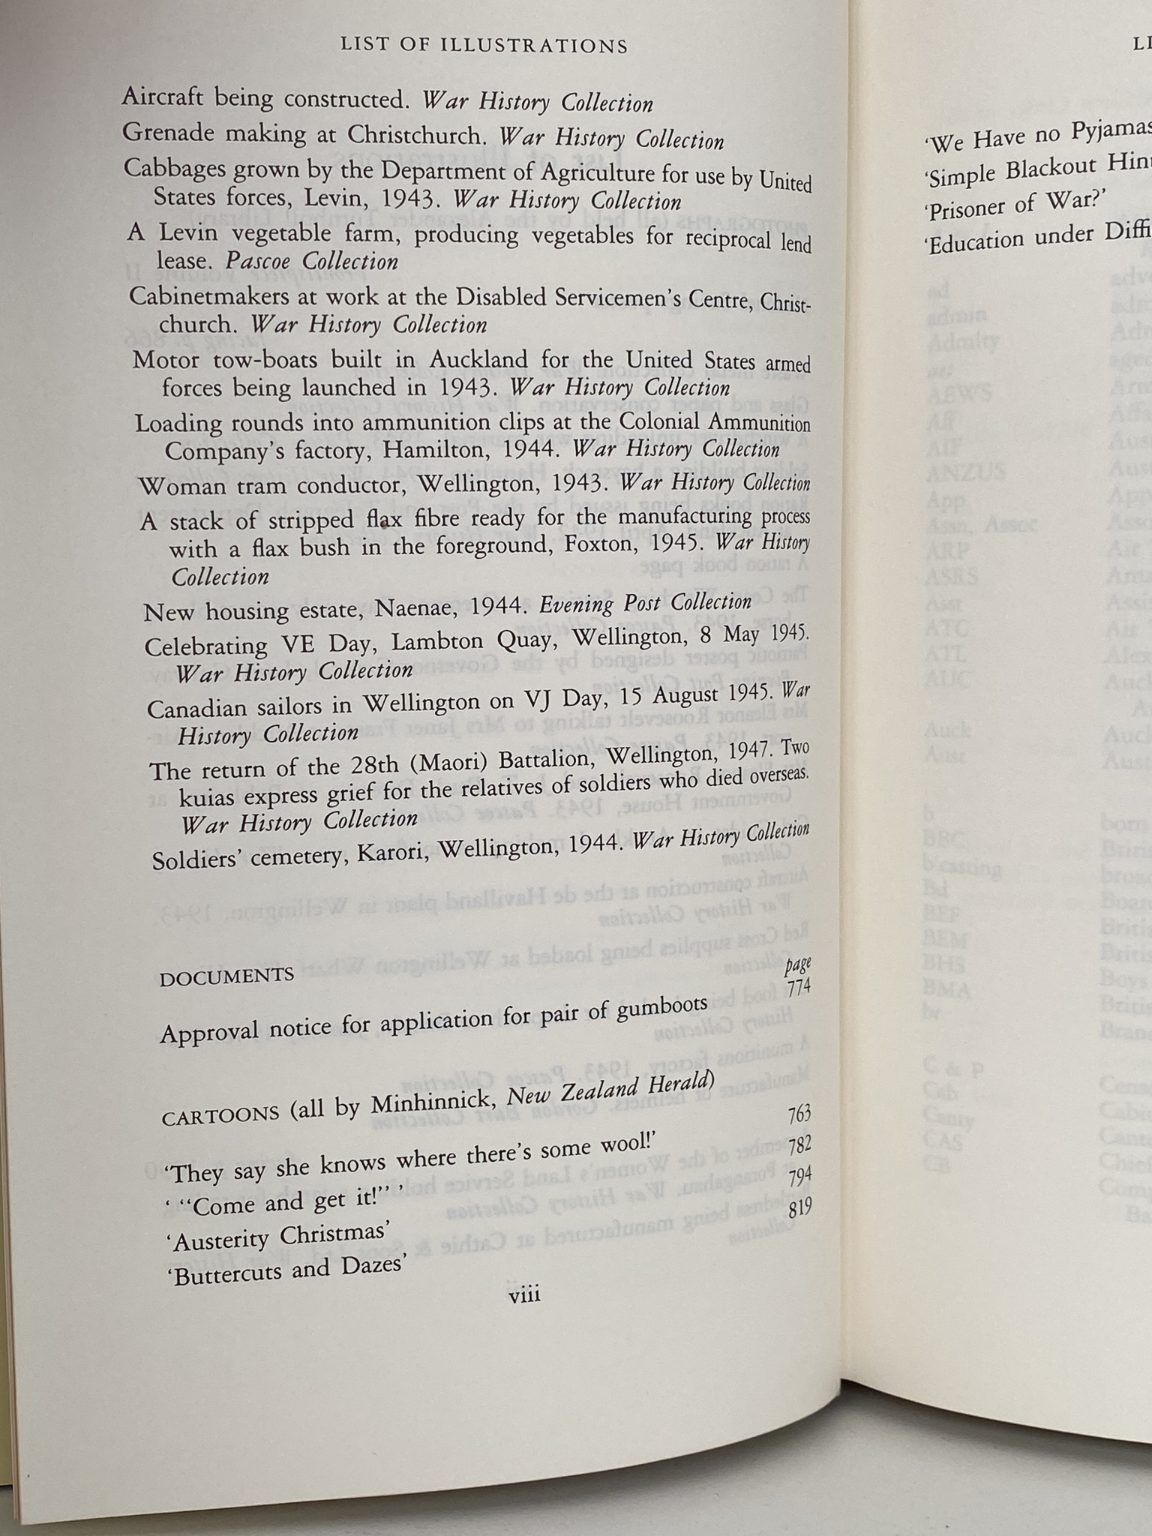 LIST OF ILLUSTRATIONS
Aircraft being constructed. War History Collection
Grenade making at Christchurch. War History Collection
Cabbages grown by the Department of Agriculture for use by United
States forces, Levin, 1943. War History Collection
A Levin vegetable farm, producing vegetables for reciprocal lend
lease. Pascoe Collection
Cabinetmakers at work at the Disabled Servicemen's Centre, Christ-
church. War History Collection
Motor tow-boats built in Auckland for the United States armed
forces being launched in 1943. War History Collection
Loading rounds into ammunition clips at the Colonial Ammunition
Company's factory, Hamilton, 1944. War History Collection
Woman tram conductor, Wellington, 1943. War History Collection
A stack of stripped flax fibre ready for the manufacturing process
with a flax bush in the foreground, Foxton, 1945. War History
Collection
New housing estate, Naenae, 1944. Evening Post Collection
Celebrating VE Day, Lambton Quay, Wellington, 8 May 1945.
War History Collection
Canadian sailors in Wellington on VJ Day, 15 August 1945. War
History Collection
The return of the 28th (Maori) Battalion, Wellington, 1947. Two
kuias express grief for the relatives of soldiers who died overseas.
War History Collection
Soldiers' cemetery, Karori, Wellington, 1944. War History Collection
DOCUMENTS page
Approval notice for application for pair of gumboots 774
CARTOONS (all by Minhinnick, New Zealand Herald)
'They say she knows where there's some wool!' 763
' "Come and get it!" ' 782
'Austerity Christmas' 794
'Buttercuts and Dazes' 819
viii
LI
'We Have no Pyjamas
'Simple Blackout Hin
'Prisoner of War?'
'Education under Diffi